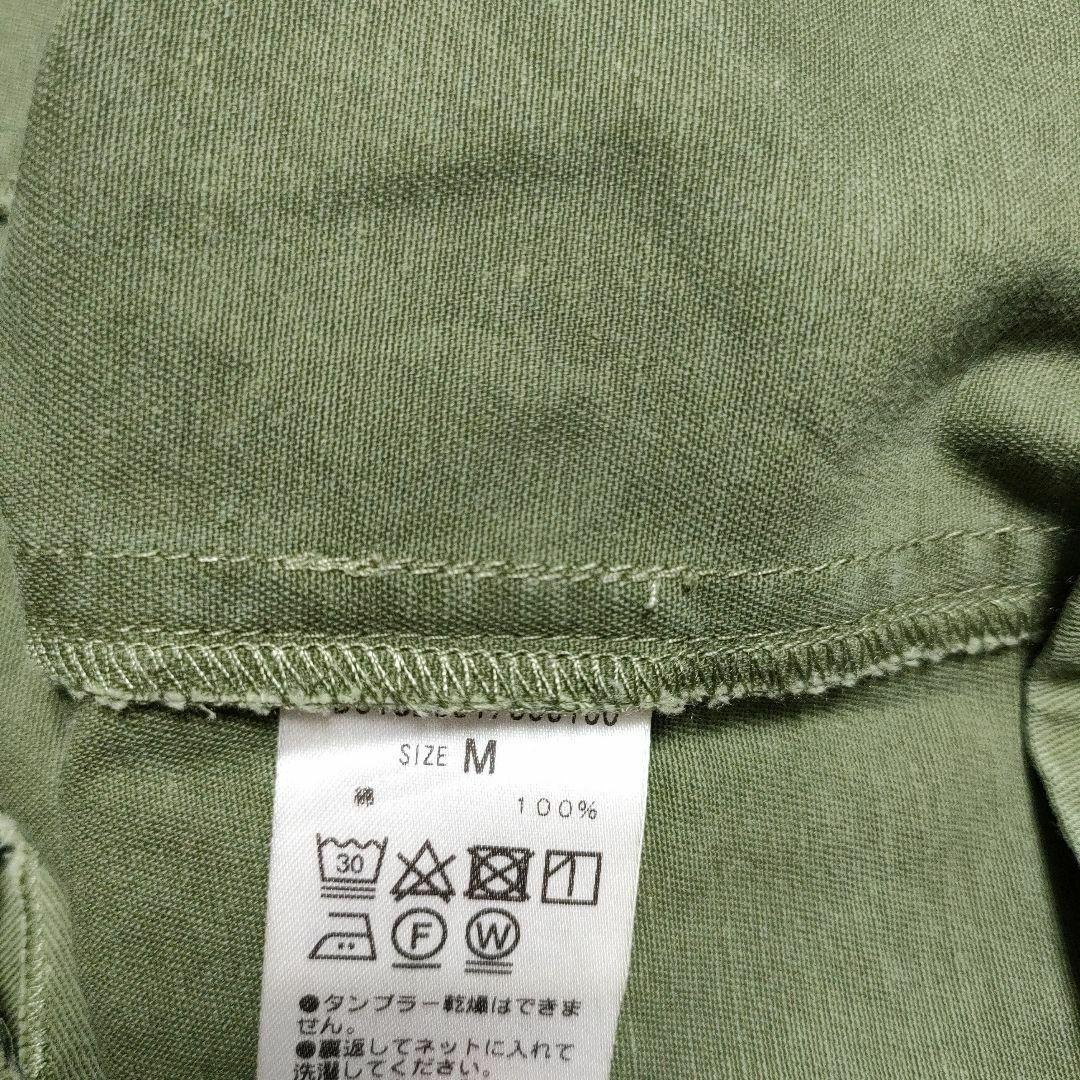 SIZE M
綿 100%
30
F W
●タンブラー乾燥はできま
せん。
●裏返してネットに入れて
洗濯してください。